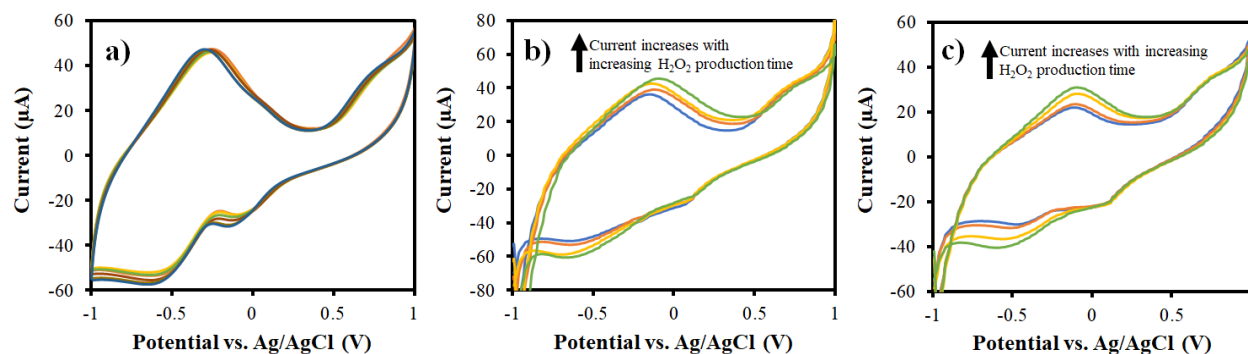 a)
60
40
20
0
-20
-40
-60
Current (µA)
-1
-0.5
0
0.5
1
Potential vs. Ag/AgCl (V)
b)
Current increases with
increasing H₂O₂ production time
80
60
40
20
0
-20
-40
-60
-80
Current (µA)
-1
-0.5
0
0.5
1
Potential vs. Ag/AgCl (V)
c)
Current increases with increasing
H₂O₂ production time
60
40
20
0
-20
-40
-60
Current (µA)
-1
-0.5
0
0.5
1
Potential vs. Ag/AgCl (V)